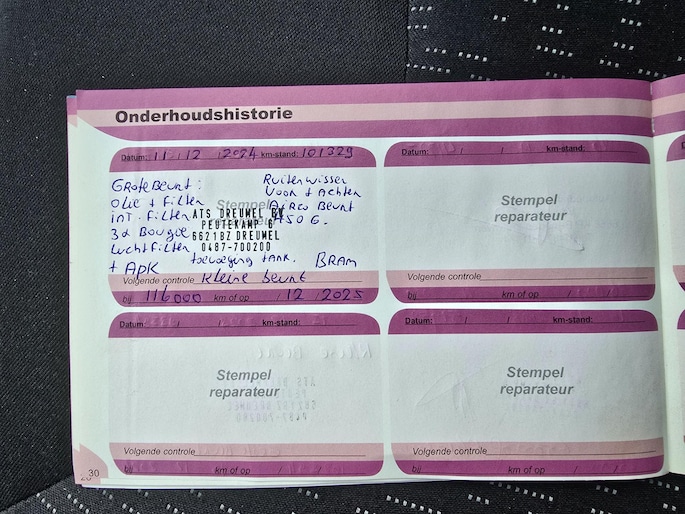 Onderhoudshistorie
Datum: 11 / 12 / 2024 km-stand: 101329
Grote Beurt:
Olie + Filter
int. Filter
3x Bougie
Luchtfilter
+ APK
Ruitenwisser
Voor + Achter
Airco Beurt
450 G.
Stempel
ATS DREUMEL BV
PEUTEKAMP 6
6621BZ DREUMEL
0487-700200
toevoeging tank. BRAM
Volgende controle Kleine beurt
bij 116000 km of op / 12 / 2025
Datum: / / km-stand:
Stempel
reparateur
Volgende controle
bij km of op / /
Datum: / / km-stand:
Stempel
reparateur
Volgende controle
bij km of op / /
Datum: / / km-stand:
Stempel
reparateur
Volgende controle
bij km of op / /
30